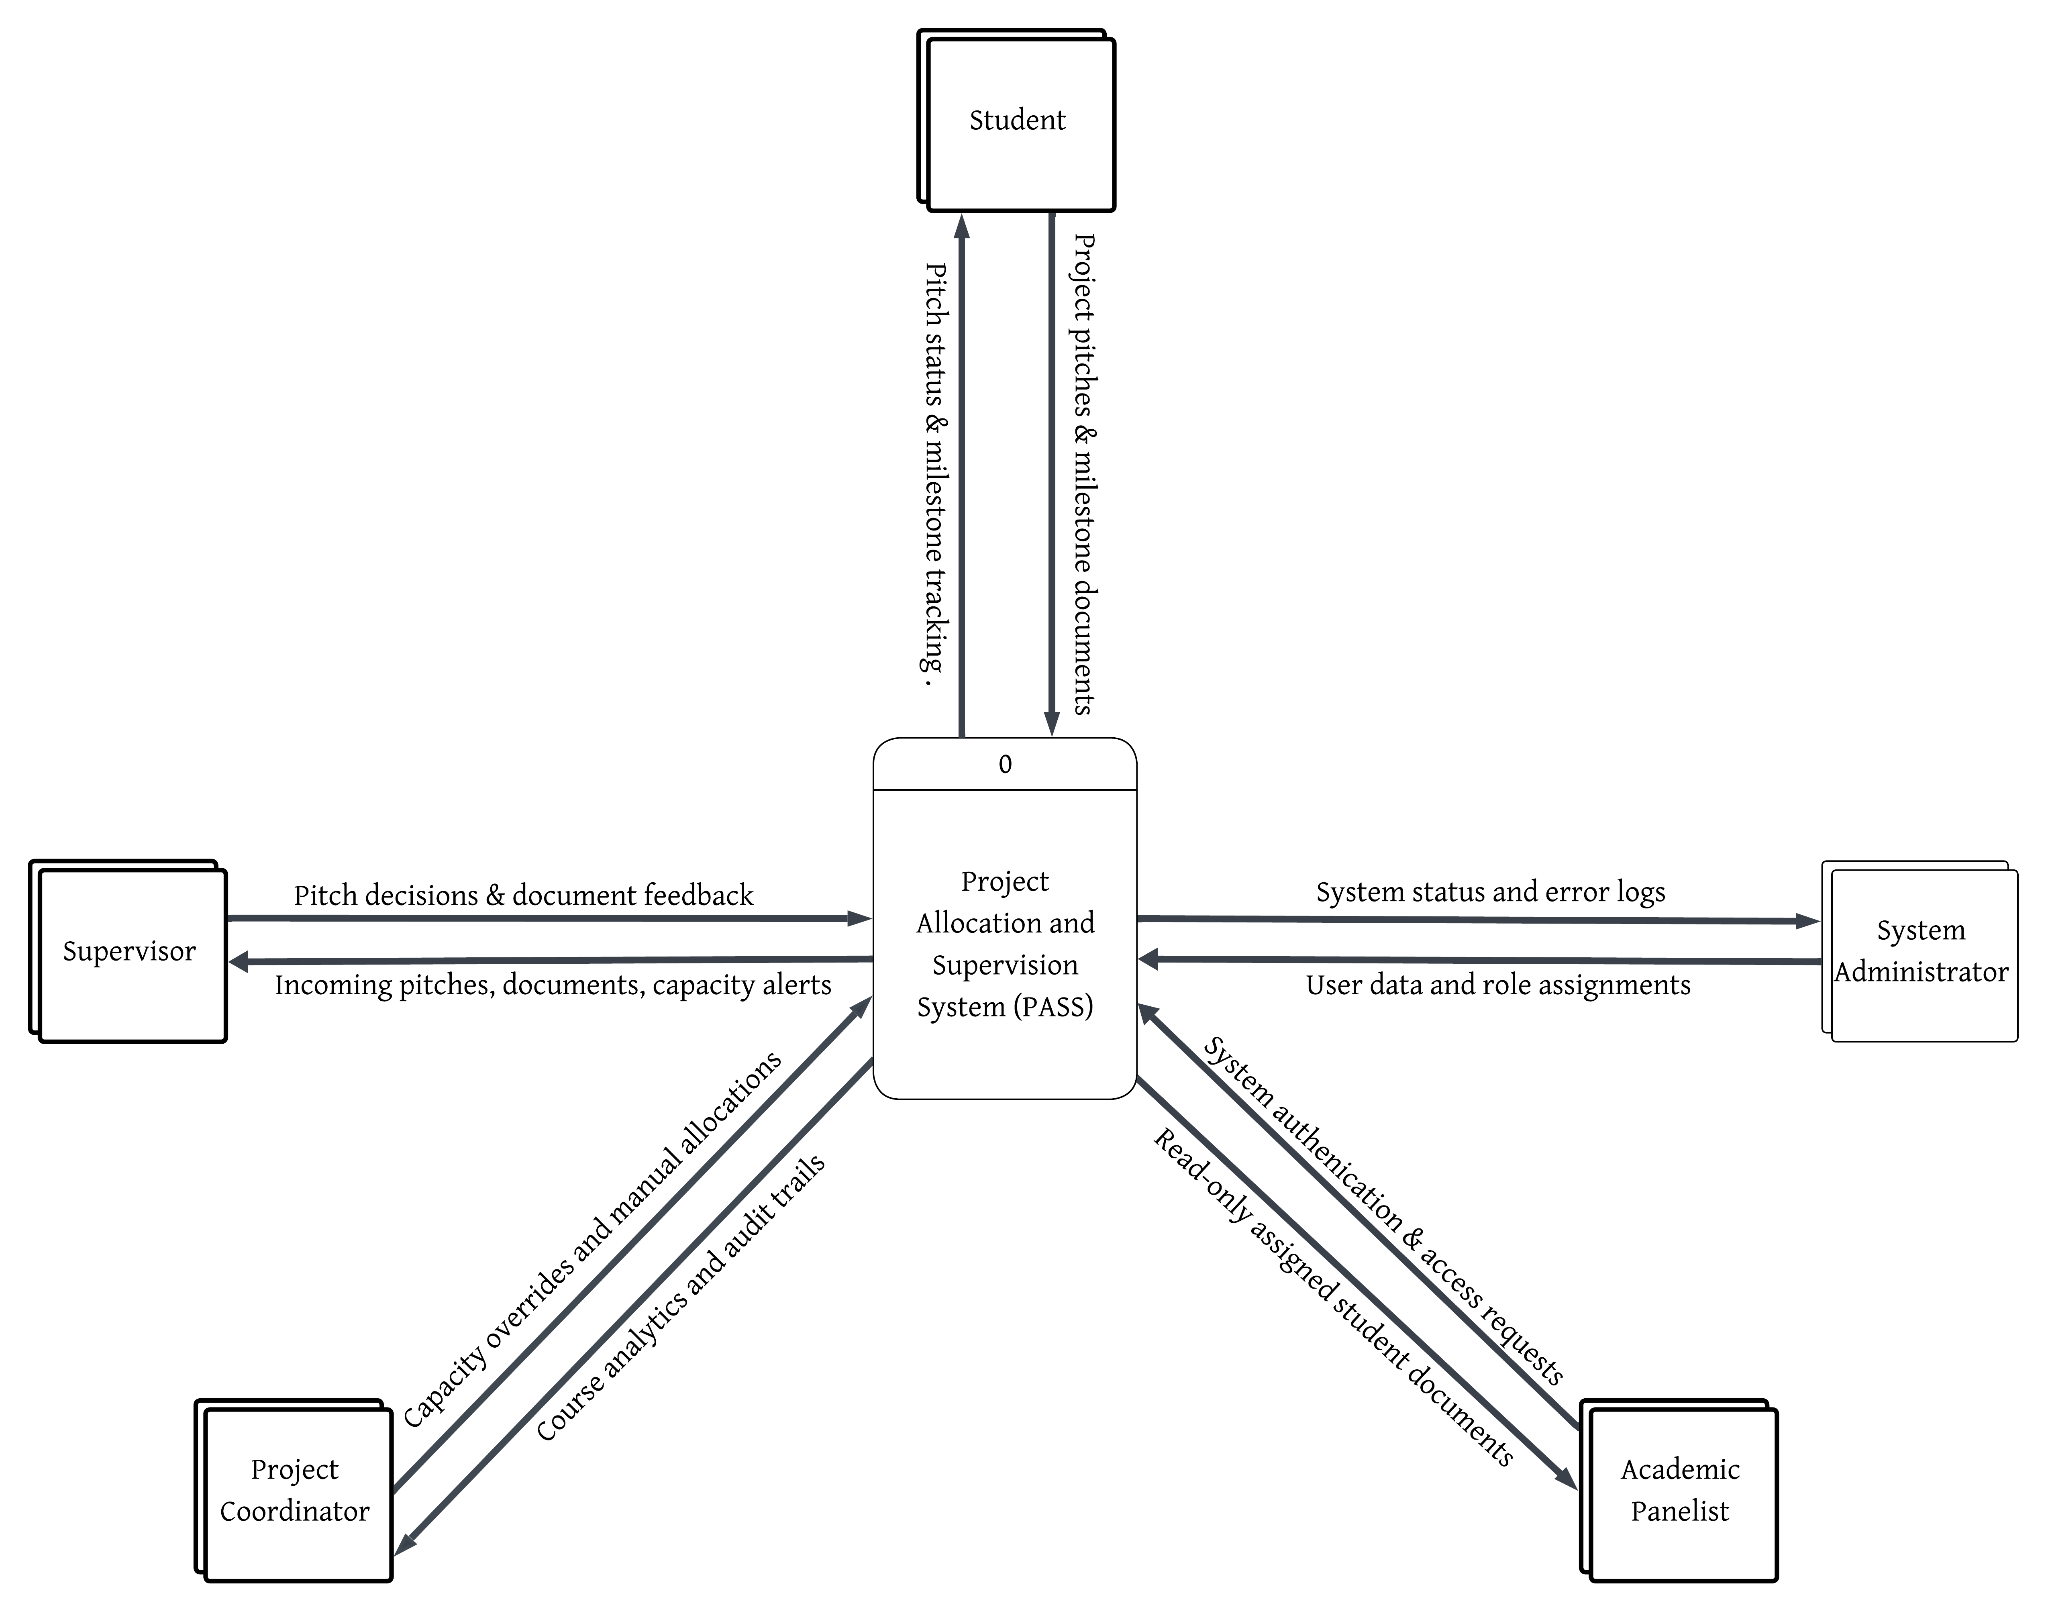 Student
Pitch status & milestone tracking .
Project pitches & milestone documents
0
Project
Allocation and
Supervision
System (PASS)
Supervisor
Pitch decisions & document feedback
Incoming pitches, documents, capacity alerts
System status and error logs
User data and role assignments
System
Administrator
Capacity overrides and manual allocations
Course analytics and audit trails
System authenication & access requests
Read-only assigned student documents
Project
Coordinator
Academic
Panelist